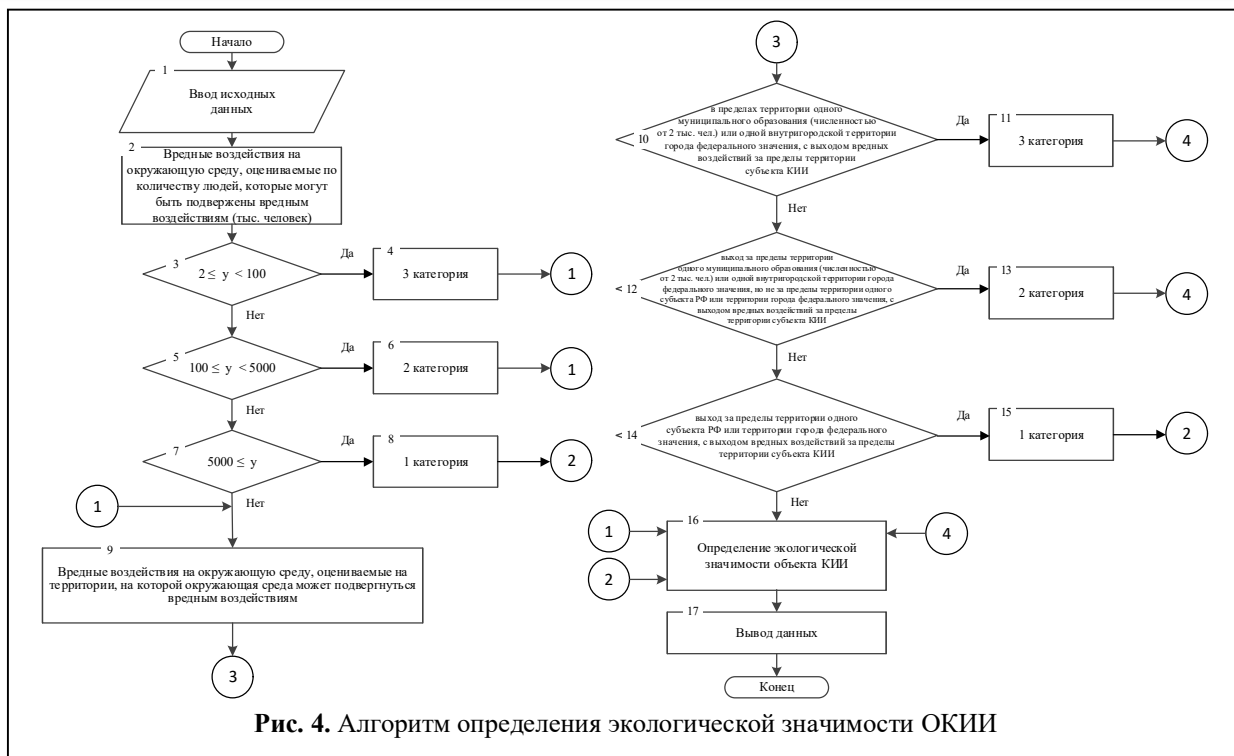 Начало
1
Ввод исходных
данных
2
Вредные воздействия на
окружающую среду, оцениваемые по
количеству людей, которые могут
быть подвержены вредным
воздействиям (тыс. человек)
3
2 ≤ y < 100
Да
4
3 категория
1
Нет
5
100 ≤ y < 5000
Да
6
2 категория
1
Нет
7
5000 ≤ y
Да
8
1 категория
2
Нет
1
9
Вредные воздействия на окружающую среду, оцениваемые на
территории, на которой окружающая среда может подвергнуться
вредным воздействиям
3
3
10
в пределах территории одного
муниципального образования (численностью
от 2 тыс. чел.) или одной внутригородской территории
города федерального значения, с выходом вредных
воздействий за пределы территории
субъекта КИИ
Да
11
3 категория
4
Нет
12
выход за пределы территории
одного муниципального образования (численностью
от 2 тыс. чел.) или одной внутригородской территории города
федерального значения, но не за пределы территории одного
субъекта РФ или территории города федерального значения, с
выходом вредных воздействий за пределы
территории субъекта КИИ
Да
13
2 категория
4
Нет
14
выход за пределы территории одного
субъекта РФ или территории города федерального
значения, с выходом вредных воздействий за пределы
территории субъекта КИИ
Да
15
1 категория
2
Нет
1
2
16
Определение экологической
значимости объекта КИИ
4
17
Вывод данных
Конец
Рис. 4. Алгоритм определения экологической значимости ОКИИ